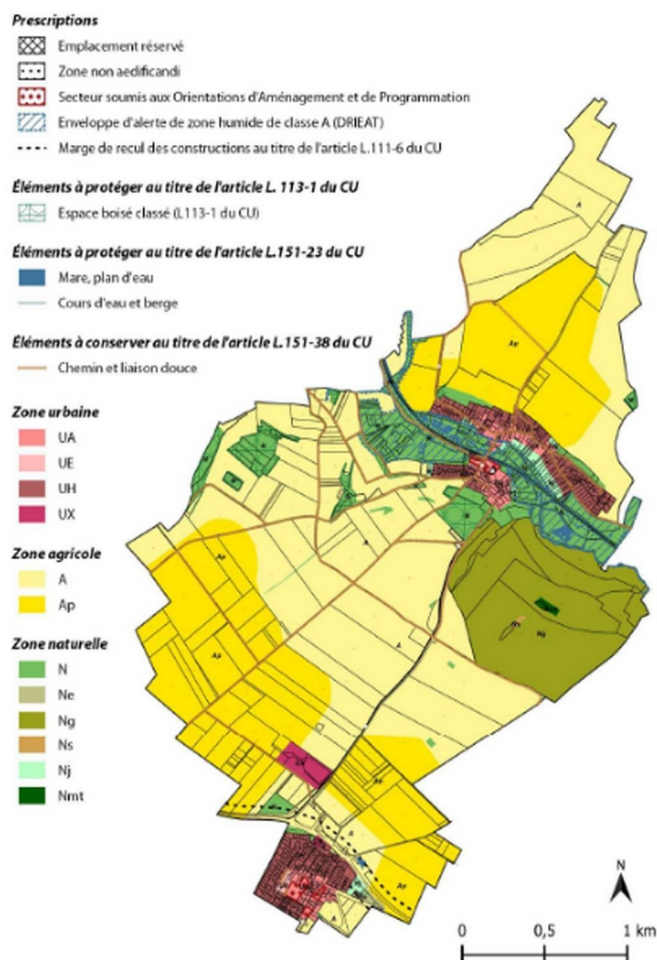 Prescriptions
Emplacement réservé
Zone non aedificandi
Secteur soumis aux Orientations d'Aménagement et de Programmation
Enveloppe d'alerte de zone humide de classe A (DRIEAT)
Marge de recul des constructions au titre de l'article L.111-6 du CU
Éléments à protéger au titre de l'article L. 113-1 du CU
Espace boisé classé (L113-1 du CU)
Éléments à protéger au titre de l'article L.151-23 du CU
Mare, plan d'eau
Cours d'eau et berge
Éléments à conserver au titre de l'article L.151-38 du CU
Chemin et liaison douce
Zone urbaine
UA
UE
UH
UX
Zone agricole
A
Ap
Zone naturelle
N
Ne
Ng
Ns
Nj
Nmt
A
Ap
Ap
A
Ap
A
Ap
A
Ap
A
N
0 0,5 1 km